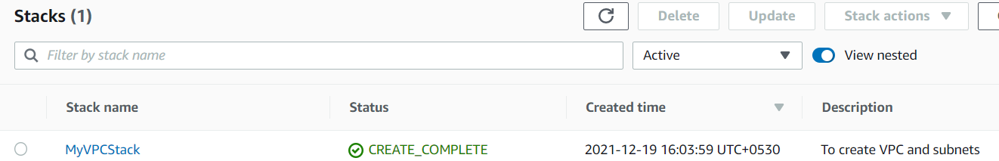 Stacks (1)
Delete
Update
Stack actions
Filter by stack name
Active
View nested
Stack name
Status
Created time
Description
MyVPCStack
CREATE_COMPLETE
2021-12-19 16:03:59 UTC+0530
To create VPC and subnets